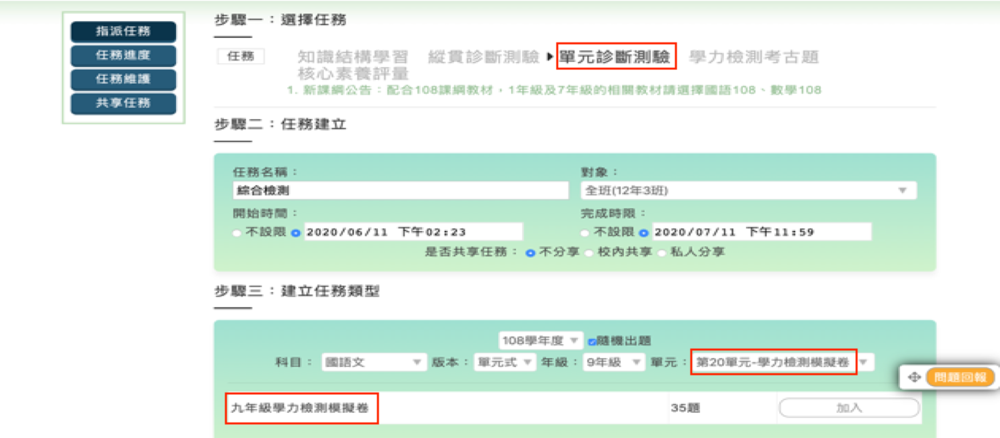 指派任務
任務進度
任務維護
共享任務
步驟一：選擇任務
任務 知識結構學習 縱貫診斷測驗 單元診斷測驗 學力檢測考古題
核心素養評量
1. 新課綱公告：配合108課綱教材，1年級及7年級的相關教材請選擇國語108、數學108
步驟二：任務建立
任務名稱： 對象：
綜合檢測 全班(12年3班)
開始時間： 完成時限：
不設限 2020/06/11 下午02:23 不設限 2020/07/11 下午11:59
是否共享任務： 不分享 校內共享 私人分享
步驟三：建立任務類型
108學年度 隨機出題
科目： 國語文 版本： 單元式 年級： 9年級 單元： 第20單元-學力檢測模擬卷
問題回報
九年級學力檢測模擬卷 35題 加入